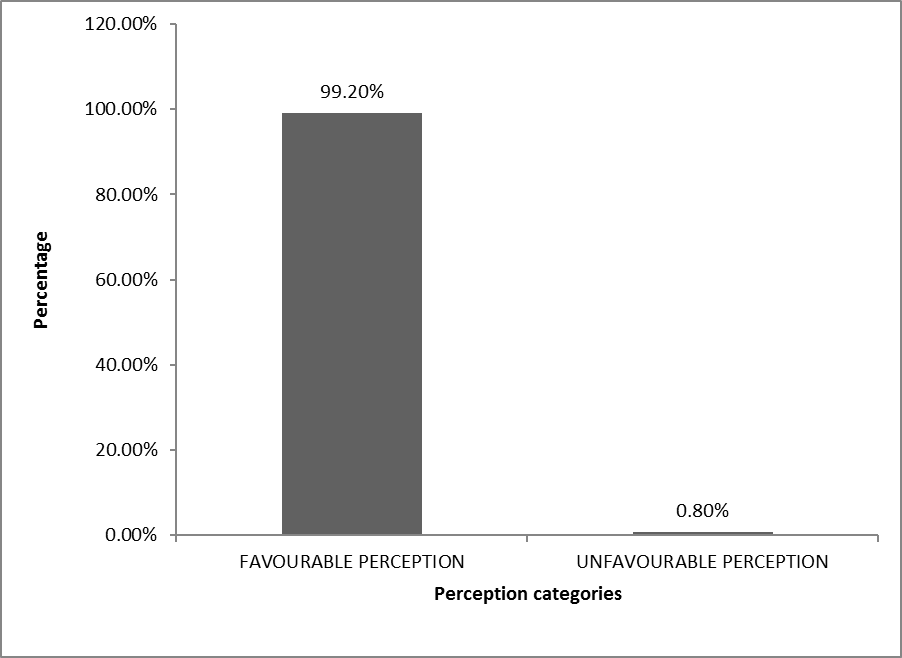 120.00%
99.20%
100.00%
80.00%
60.00%
Percentage
40.00%
20.00%
0.80%
0.00%
FAVOURABLE PERCEPTION
UNFAVOURABLE PERCEPTION
Perception categories